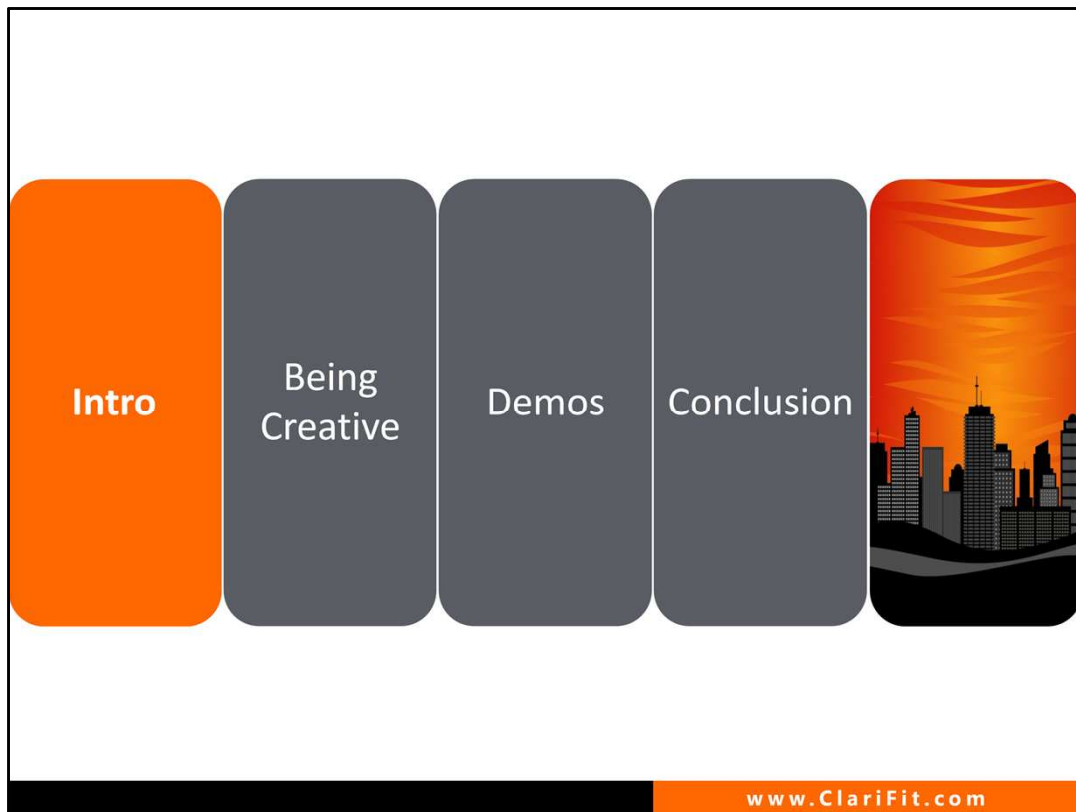 Intro
Being
Creative
Demos
Conclusion
www.ClariFit.com